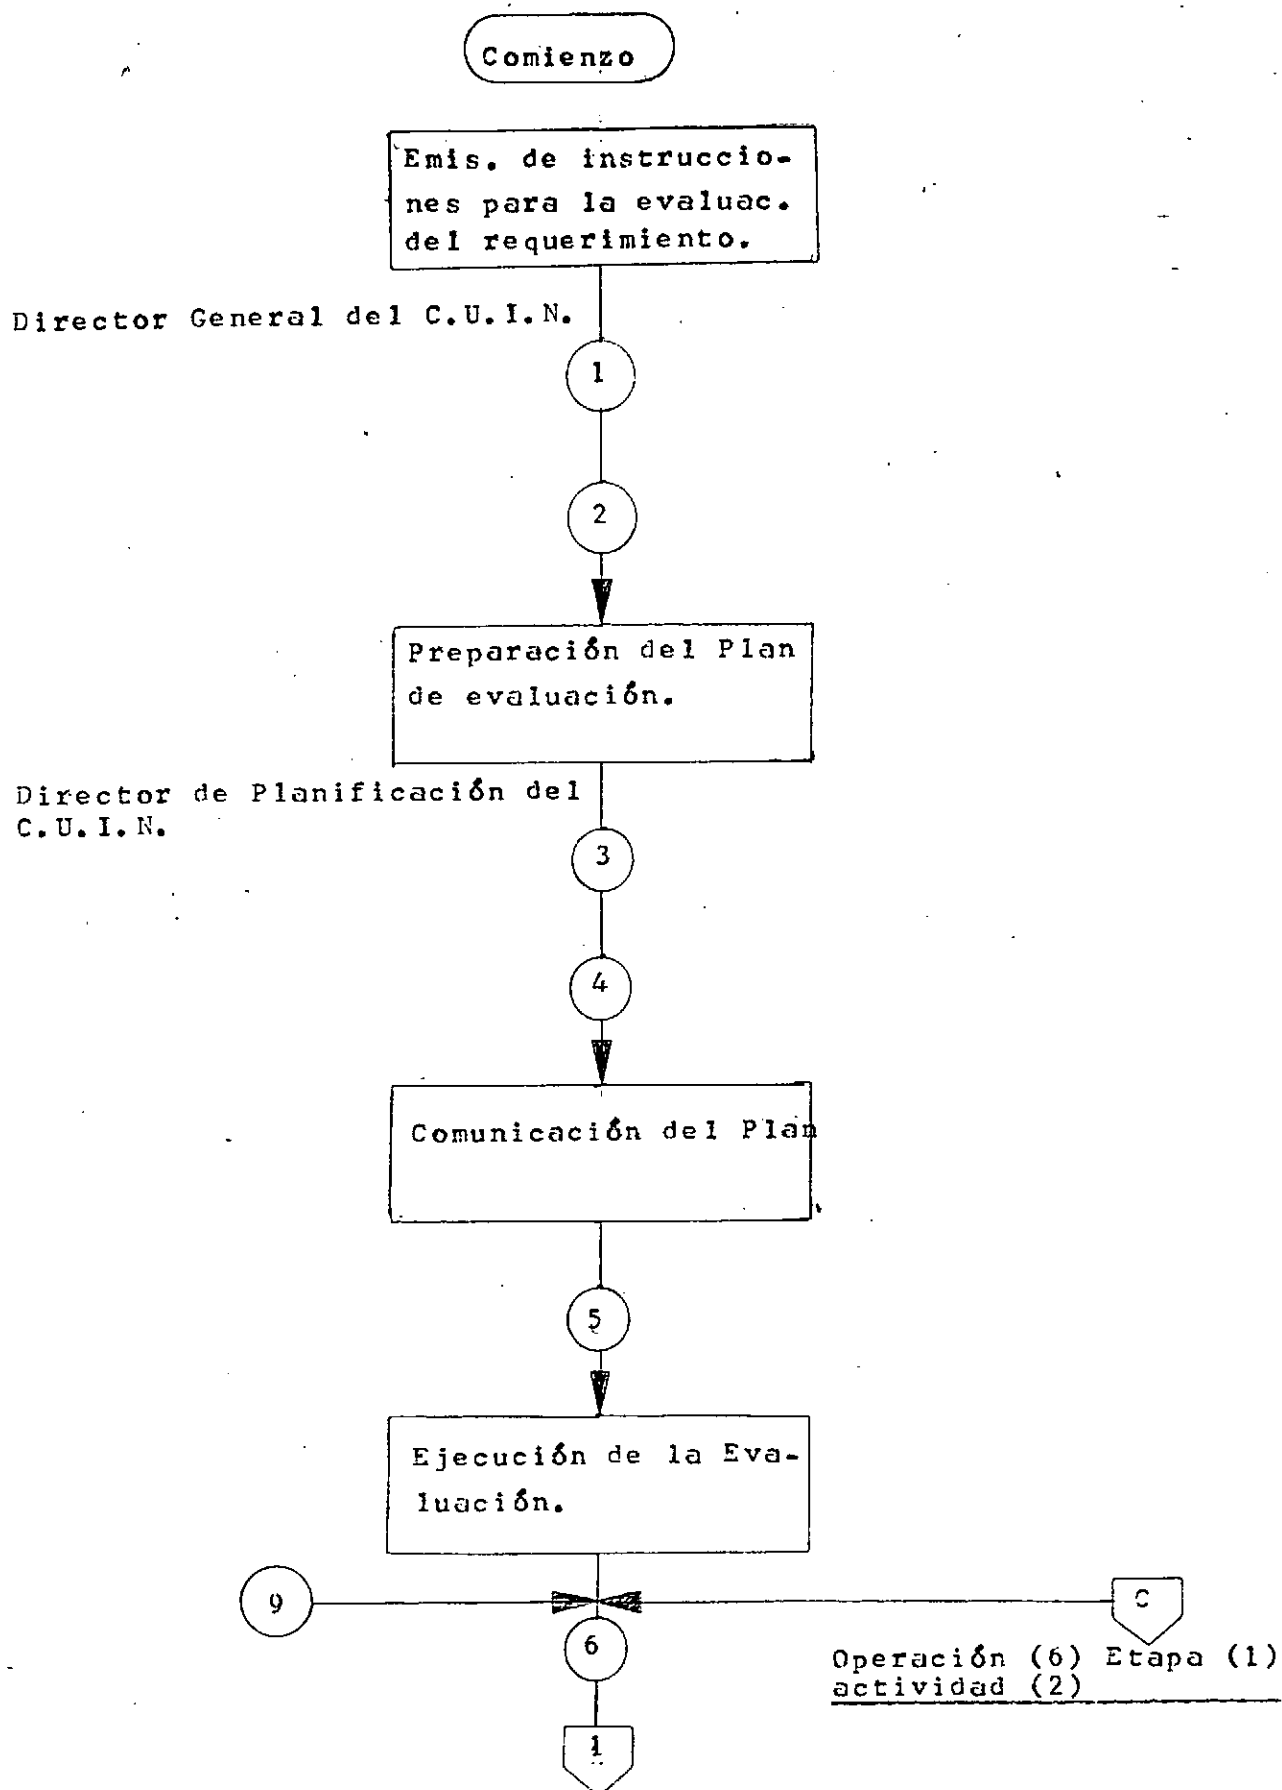 Comienzo
Emis. de instruccio-
nes para la evaluac.
del requerimiento.
Director General del C.U.I.N.
1
2
Preparación del Plan
de evaluación.
Director de Planificación del
C.U.I.N.
3
4
Comunicación del Plan
5
Ejecución de la Eva-
luación.
9
C
6
Operación (6) Etapa (1)
actividad (2)
1